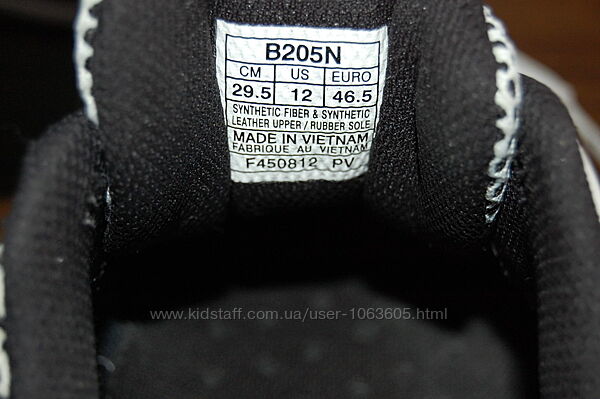 B205N
CM US EURO
29.5 12 46.5
SYNTHETIC FIBER & SYNTHETIC
LEATHER UPPER / RUBBER SOLE
MADE IN VIETNAM
FABRIQUE AU VIETNAM
F450812 PV
www.kidstaff.com.ua/user-1063605.html